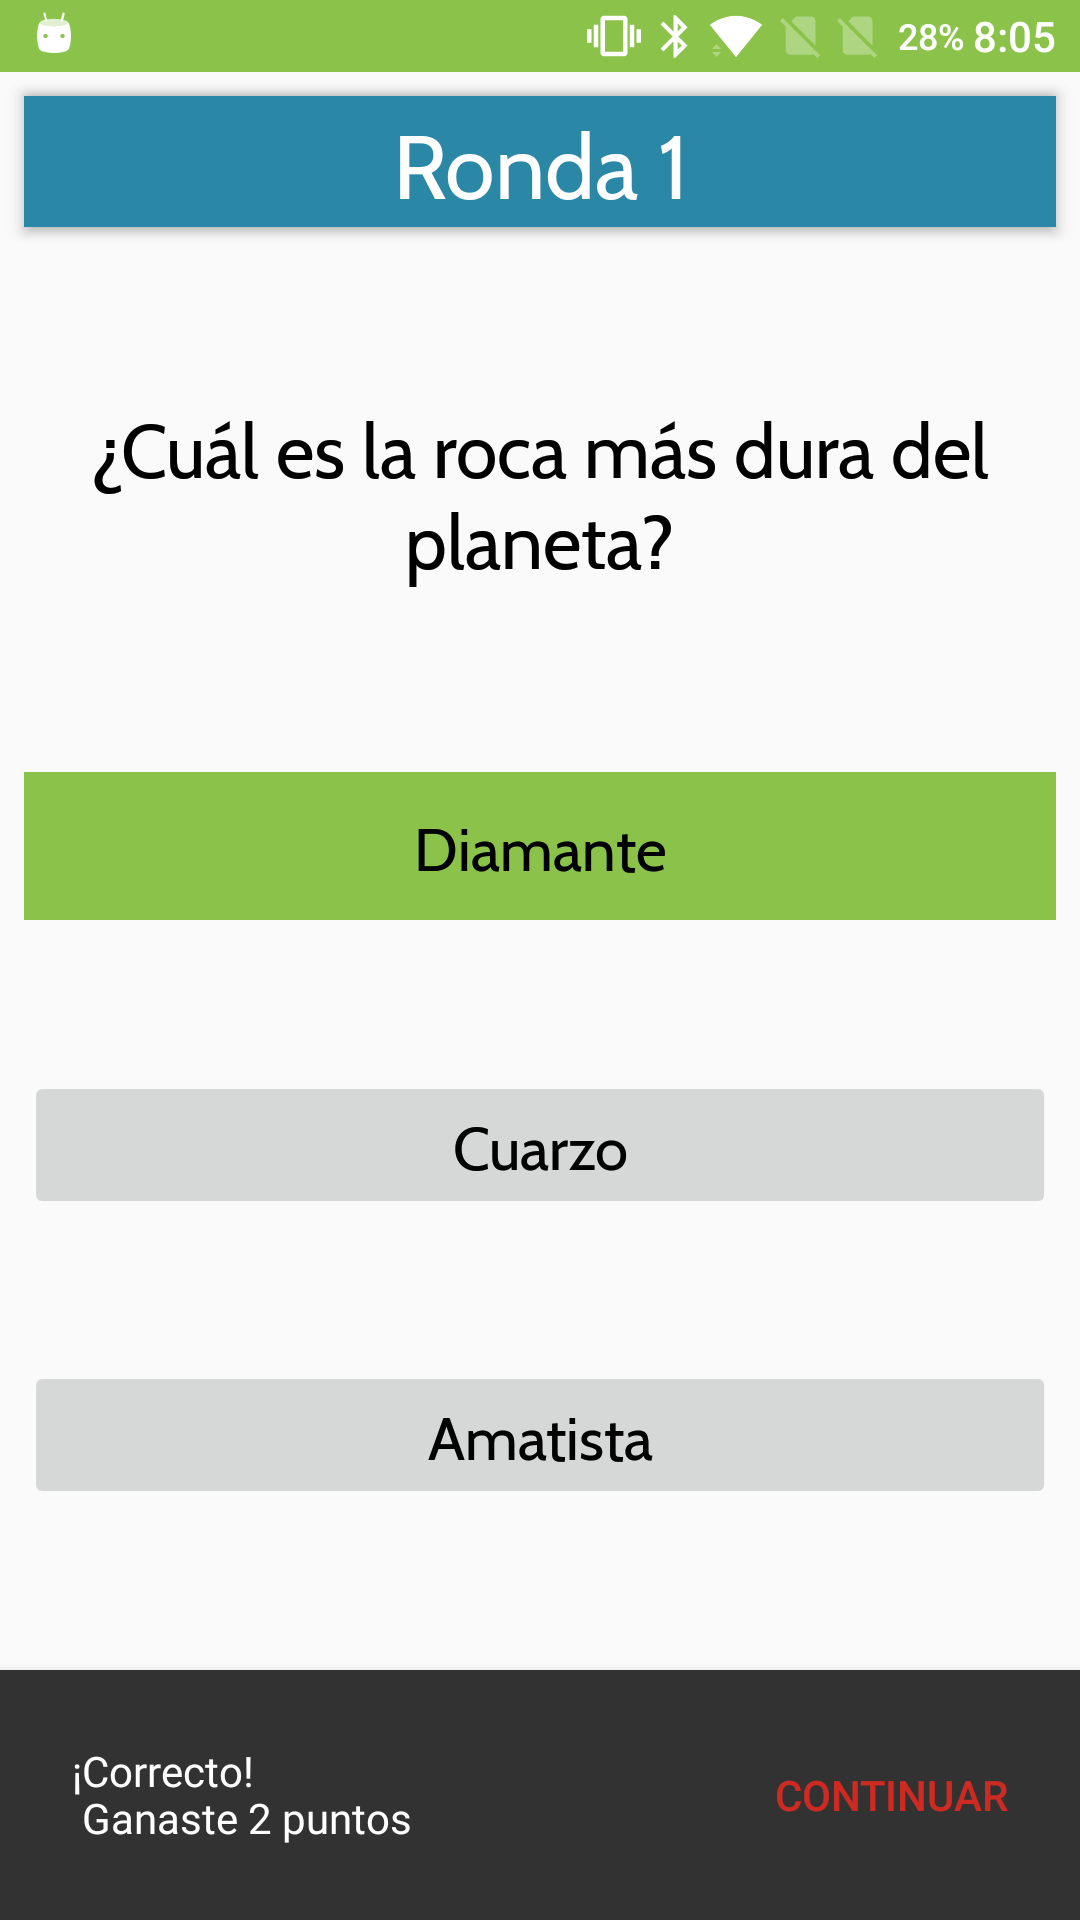 28% 8:05
Ronda 1
¿Cuál es la roca más dura del
planeta?
Diamante
Cuarzo
Amatista
¡Correcto!
Ganaste 2 puntos
CONTINUAR